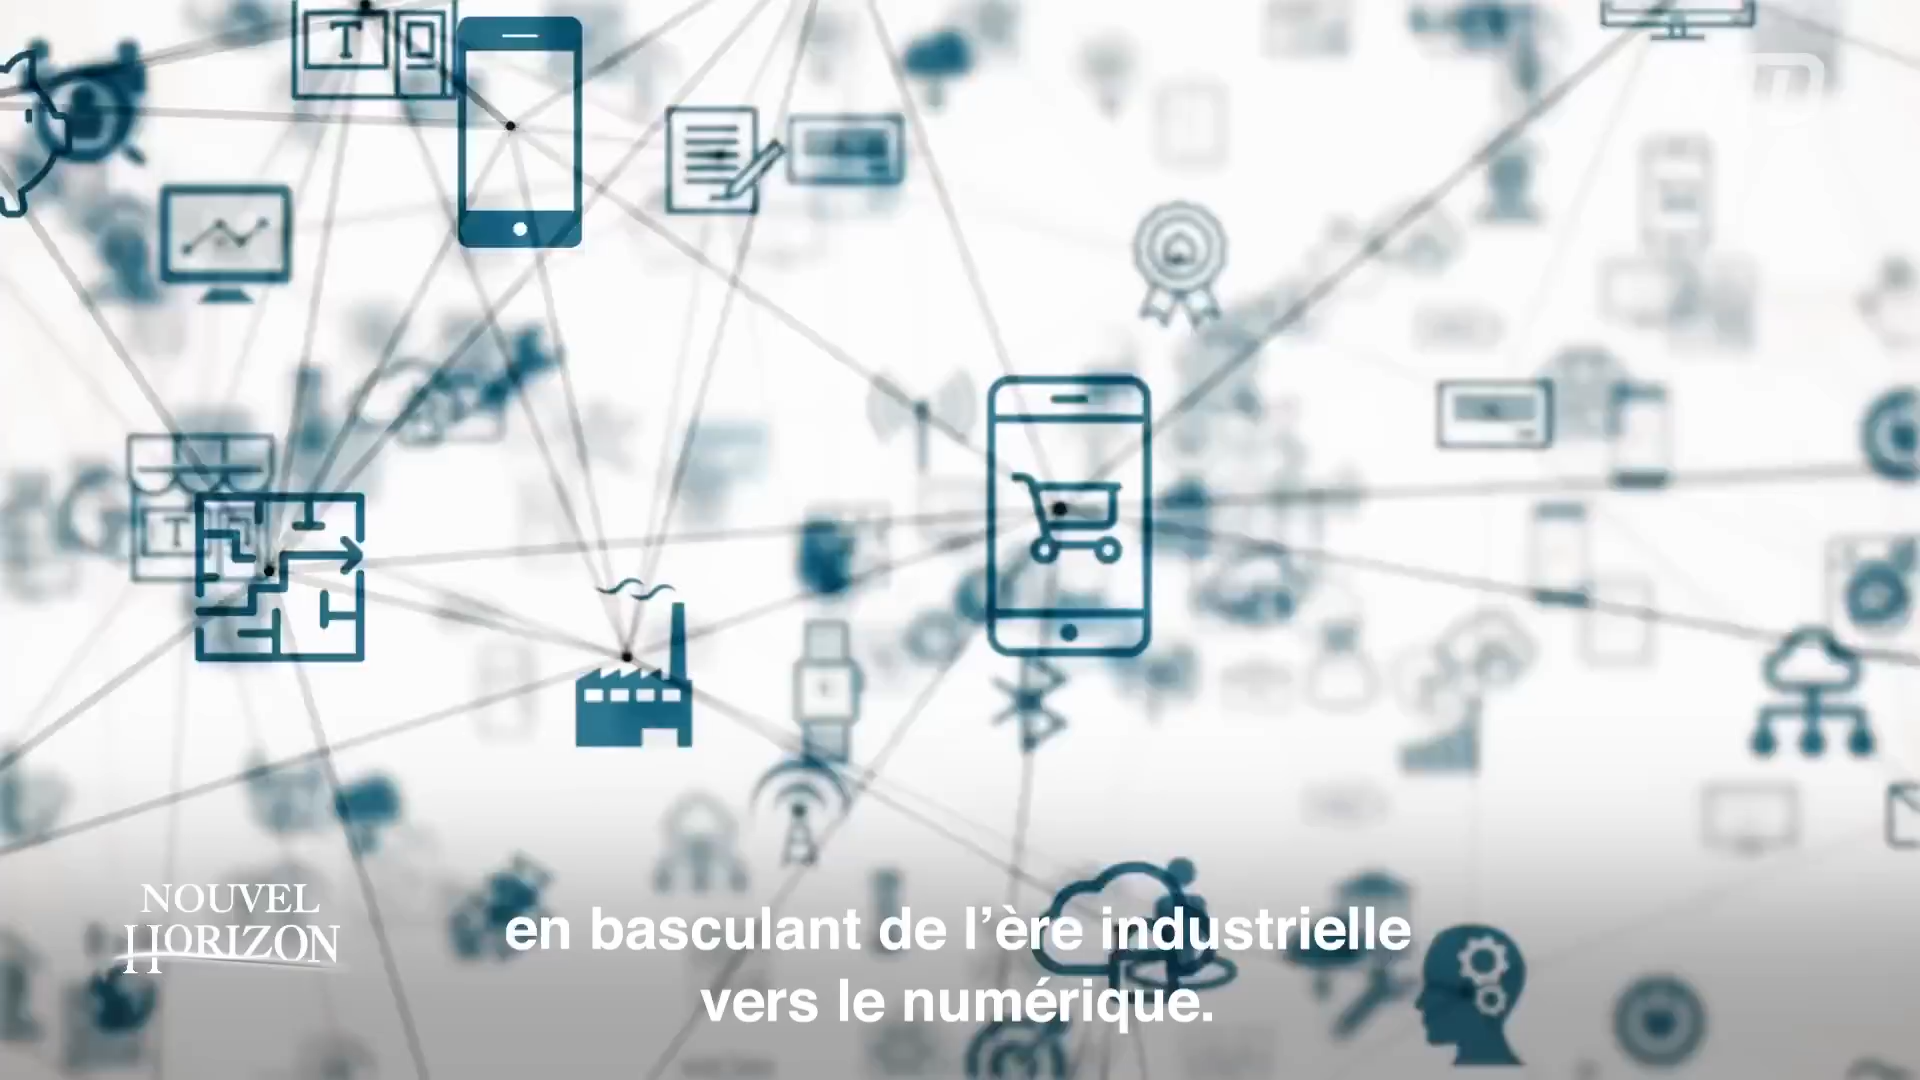 T
T
NOUVEL
HORIZON
en basculant de l’ère industrielle
vers le numérique.